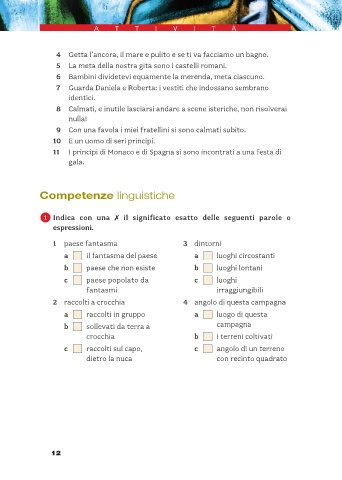 ATTIVITÀ
4 Getta l'ancora, il mare e pulito e se ti va facciamo un bagno.
5 La meta della nostra gita sono i castelli romani.
6 Bambini dividetevi equamente la merenda, meta ciascuno.
7 Guarda Daniela e Roberta: i vestiti che indossano sembrano
identici.
8 Calmati, e inutile lasciarsi andare a scene isteriche, non risolverai
nulla!
9 Con una favola i miei fratellini si sono calmati subito.
10 E un uomo di seri principi.
11 I principi di Monaco e di Spagna si sono incontrati a una festa di
gala.
Competenze linguistiche
1 Indica con una ✗ il significato esatto delle seguenti parole o
espressioni.
1 paese fantasma
a il fantasma del paese
b paese che non esiste
c paese popolato da
fantasmi
2 raccolti a crocchia
a raccolti in gruppo
b sollevati da terra a
crocchia
c raccolti sul capo,
dietro la nuca
3 dintorni
a luoghi circostanti
b luoghi lontani
c luoghi
irraggiungibili
4 angolo di questa campagna
a luogo di questa
campagna
b i terreni coltivati
c angolo di un terreno
con recinto quadrato
12